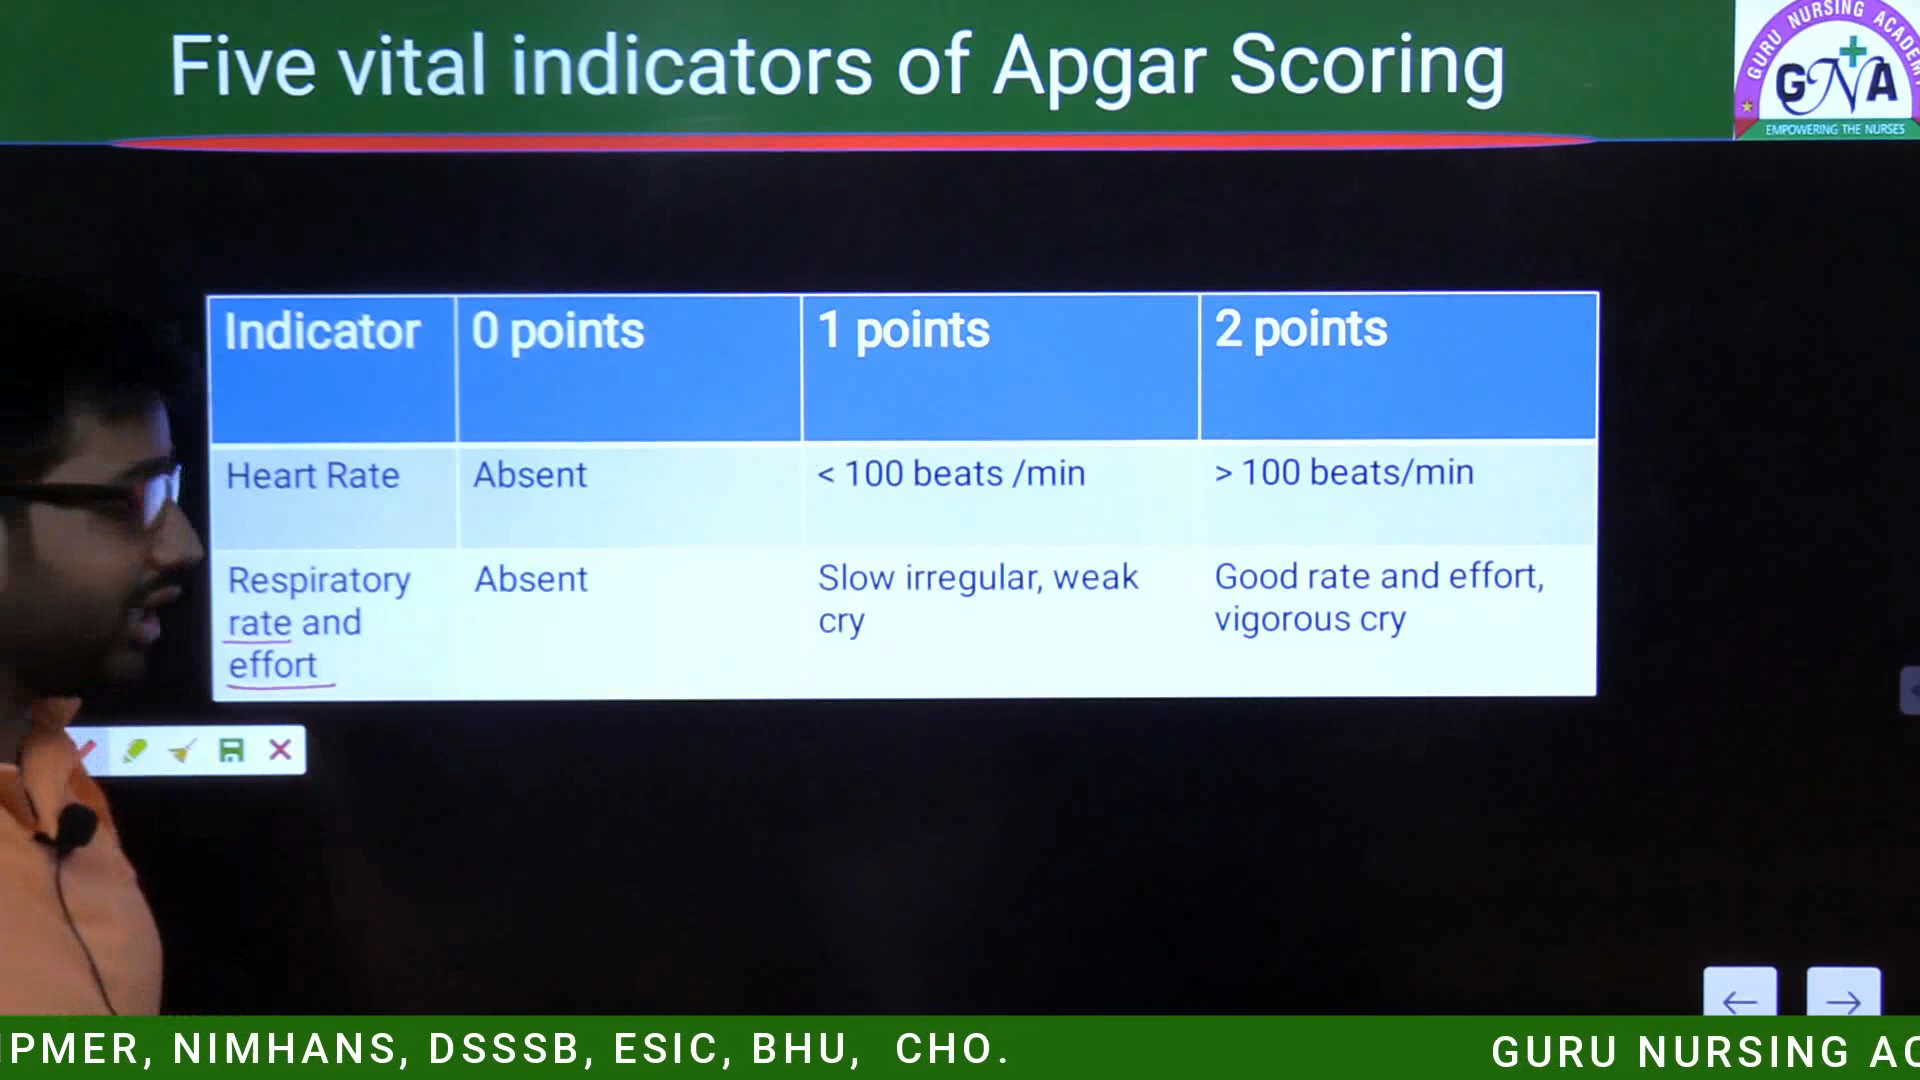 Five vital indicators of Apgar Scoring
GURU NURSING ACADEMY
GNA
EMPOWERING THE NURSES
Indicator 0 points 1 points 2 points
Heart Rate Absent < 100 beats /min > 100 beats/min
Respiratory Absent Slow irregular, weak Good rate and effort,
rate and cry vigorous cry
effort
IPMER, NIMHANS, DSSSB, ESIC, BHU, CHO. GURU NURSING AC